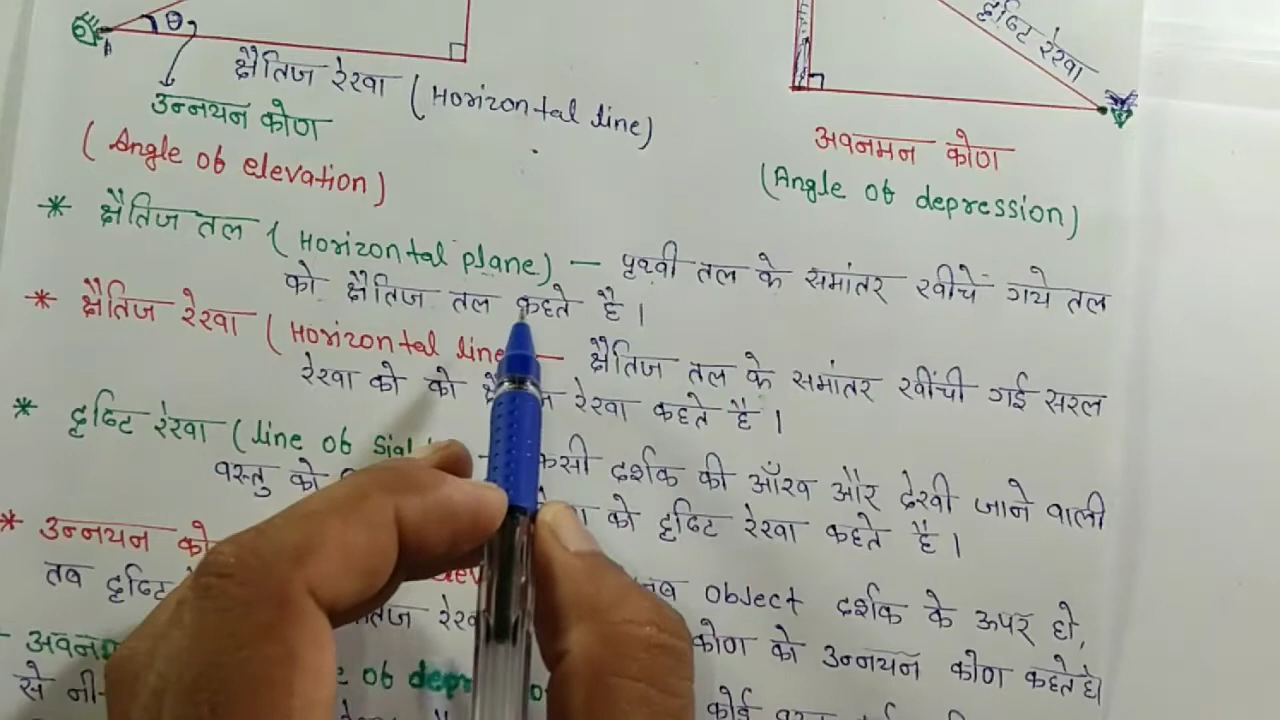 θ
क्षैतिज रेखा (Horizontal line)
उन्नयन कोण
(Angle of elevation)
दृष्टि रेखा
अवनमन कोण
(Angle of depression)
* क्षैतिज तल (Horizontal plane) — पृथ्वी तल के समांतर खींचें गये तल
को क्षैतिज तल कहते है।
* क्षैतिज रेखा (Horizontal line — क्षैतिज तल के समांतर खींची गई सरल
रेखा को को रेखा कहते है।
* दृष्टि रेखा (line of दर्शक की आँख और देखी जाने वाली
वस्तु को को दृष्टि रेखा कहते है।
* उन्नयन object दर्शक के ऊपर हो,
तब दृष्टि कोण को उन्नयन कोण कहते है।
of
से कोई